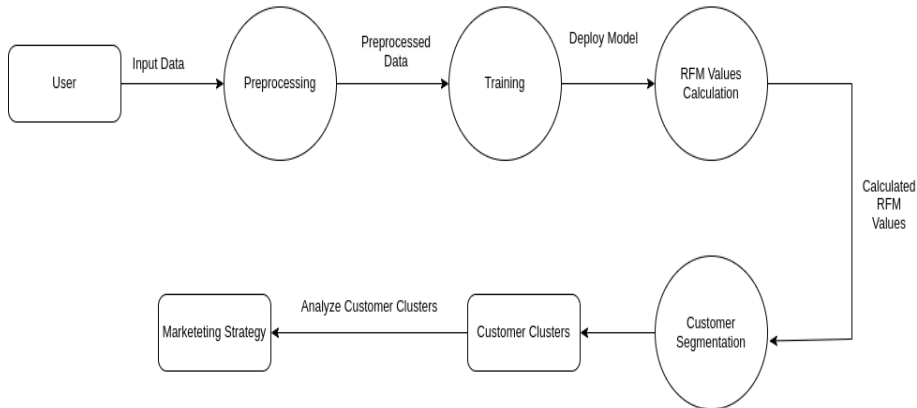 User
Input Data
Preprocessing
Preprocessed
Data
Training
Deploy Model
RFM Values
Calculation
Calculated
RFM
Values
Customer
Segmentation
Customer Clusters
Analyze Customer Clusters
Marketeting Strategy